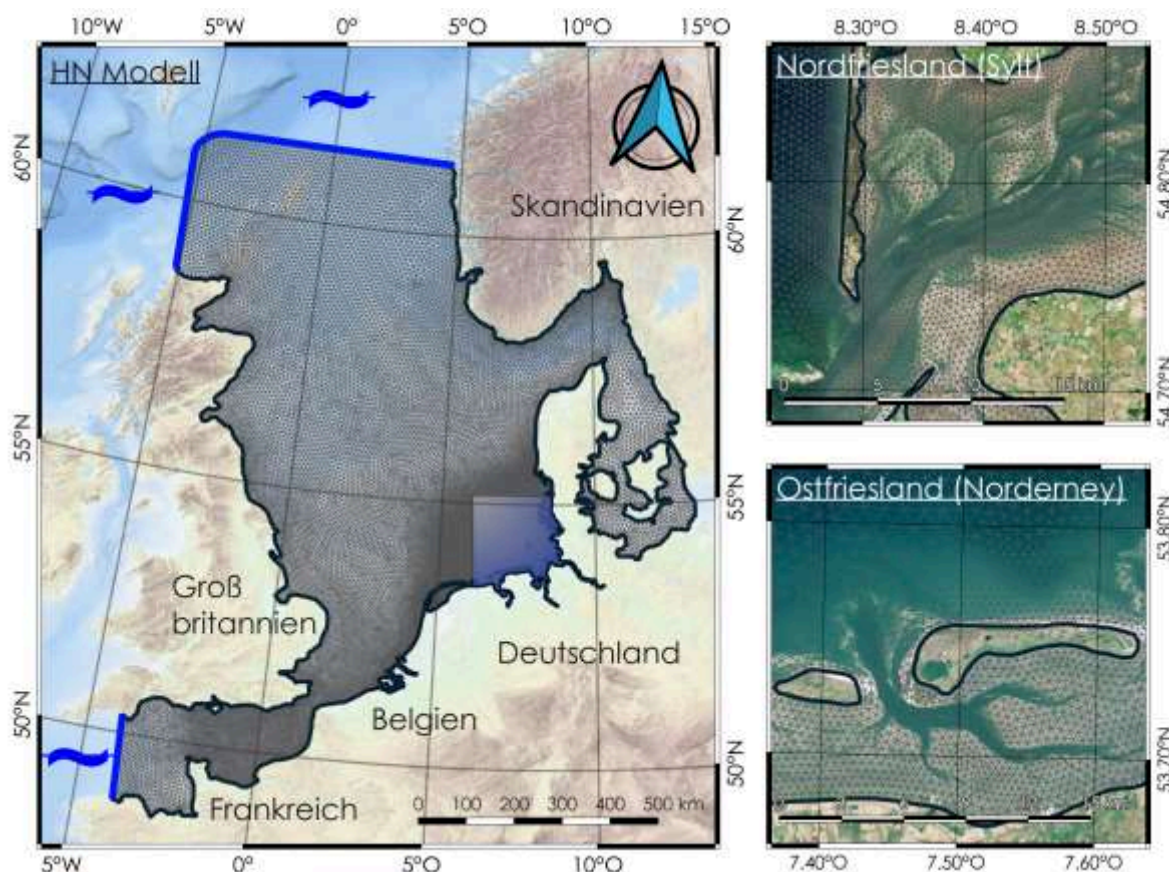 10°W 5°W 0° 5°O 10°O 15°O
HN Modell
60°N
60°N
Skandinavien
55°N
55°N
Groß
britannien
Deutschland
Belgien
50°N
50°N
Frankreich
0 100 200 300 400 500 km
5°W 0° 5°O 10°O
8.30°O 8.40°O 8.50°O
Nordfriesland (Sylt)
54.80°N
0 5 10
54.70°N
Ostfriesland (Norderney)
53.80°N
53.70°N
7.40°O 7.50°O 7.60°O